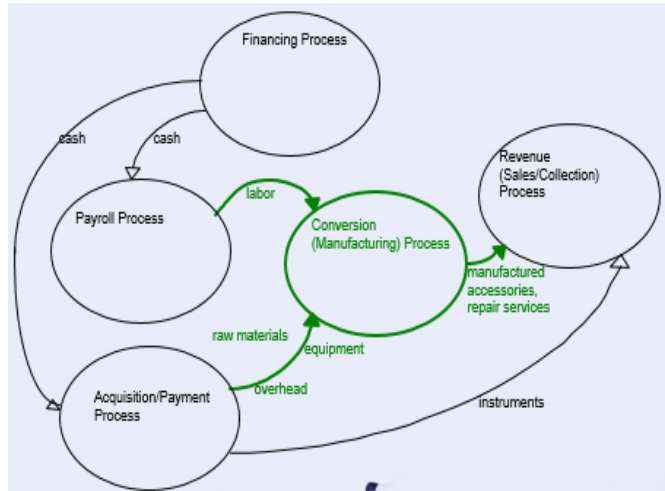 Financing Process
cash
cash
Revenue
(Sales/Collection)
Process
labor
Payroll Process
Conversion
(Manufacturing) Process
manufactured
accessories,
repair services
raw materials
equipment
overhead
Acquisition/Payment
Process
instruments